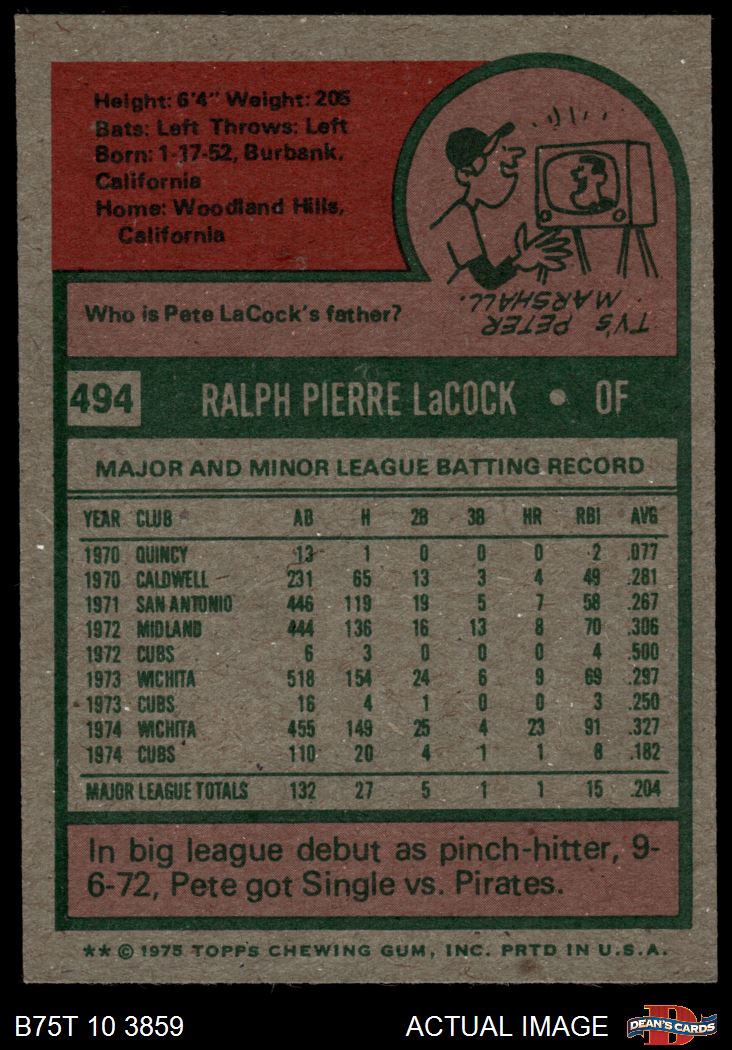 Height: 6'4" Weight: 205
Bats: Left Throws: Left
Born: 1-17-52, Burbank,
California
Home: Woodland Hills,
California
Who is Pete LaCock's father?
TV'S PETER
MARSHALL.
494 RALPH PIERRE LaCOCK • OF
MAJOR AND MINOR LEAGUE BATTING RECORD
YEAR CLUB AB H 2B 3B HR RBI AVG
1970 QUINCY 13 1 0 0 0 2 .077
1970 CALDWELL 231 65 13 3 4 49 .281
1971 SAN ANTONIO 446 119 19 5 7 58 .267
1972 MIDLAND 444 136 16 13 8 70 .306
1972 CUBS 6 3 0 0 0 4 .500
1973 WICHITA 518 154 24 6 9 69 .297
1973 CUBS 16 4 1 0 0 3 .250
1974 WICHITA 455 149 25 4 23 91 .327
1974 CUBS 110 20 4 1 1 8 .182
MAJOR LEAGUE TOTALS 132 27 5 1 1 15 .204
In big league debut as pinch-hitter, 9-
6-72, Pete got Single vs. Pirates.
** © 1975 TOPPS CHEWING GUM, INC. PRTD IN U.S.A.
B75T 10 3859 ACTUAL IMAGE DEAN'S CARDS